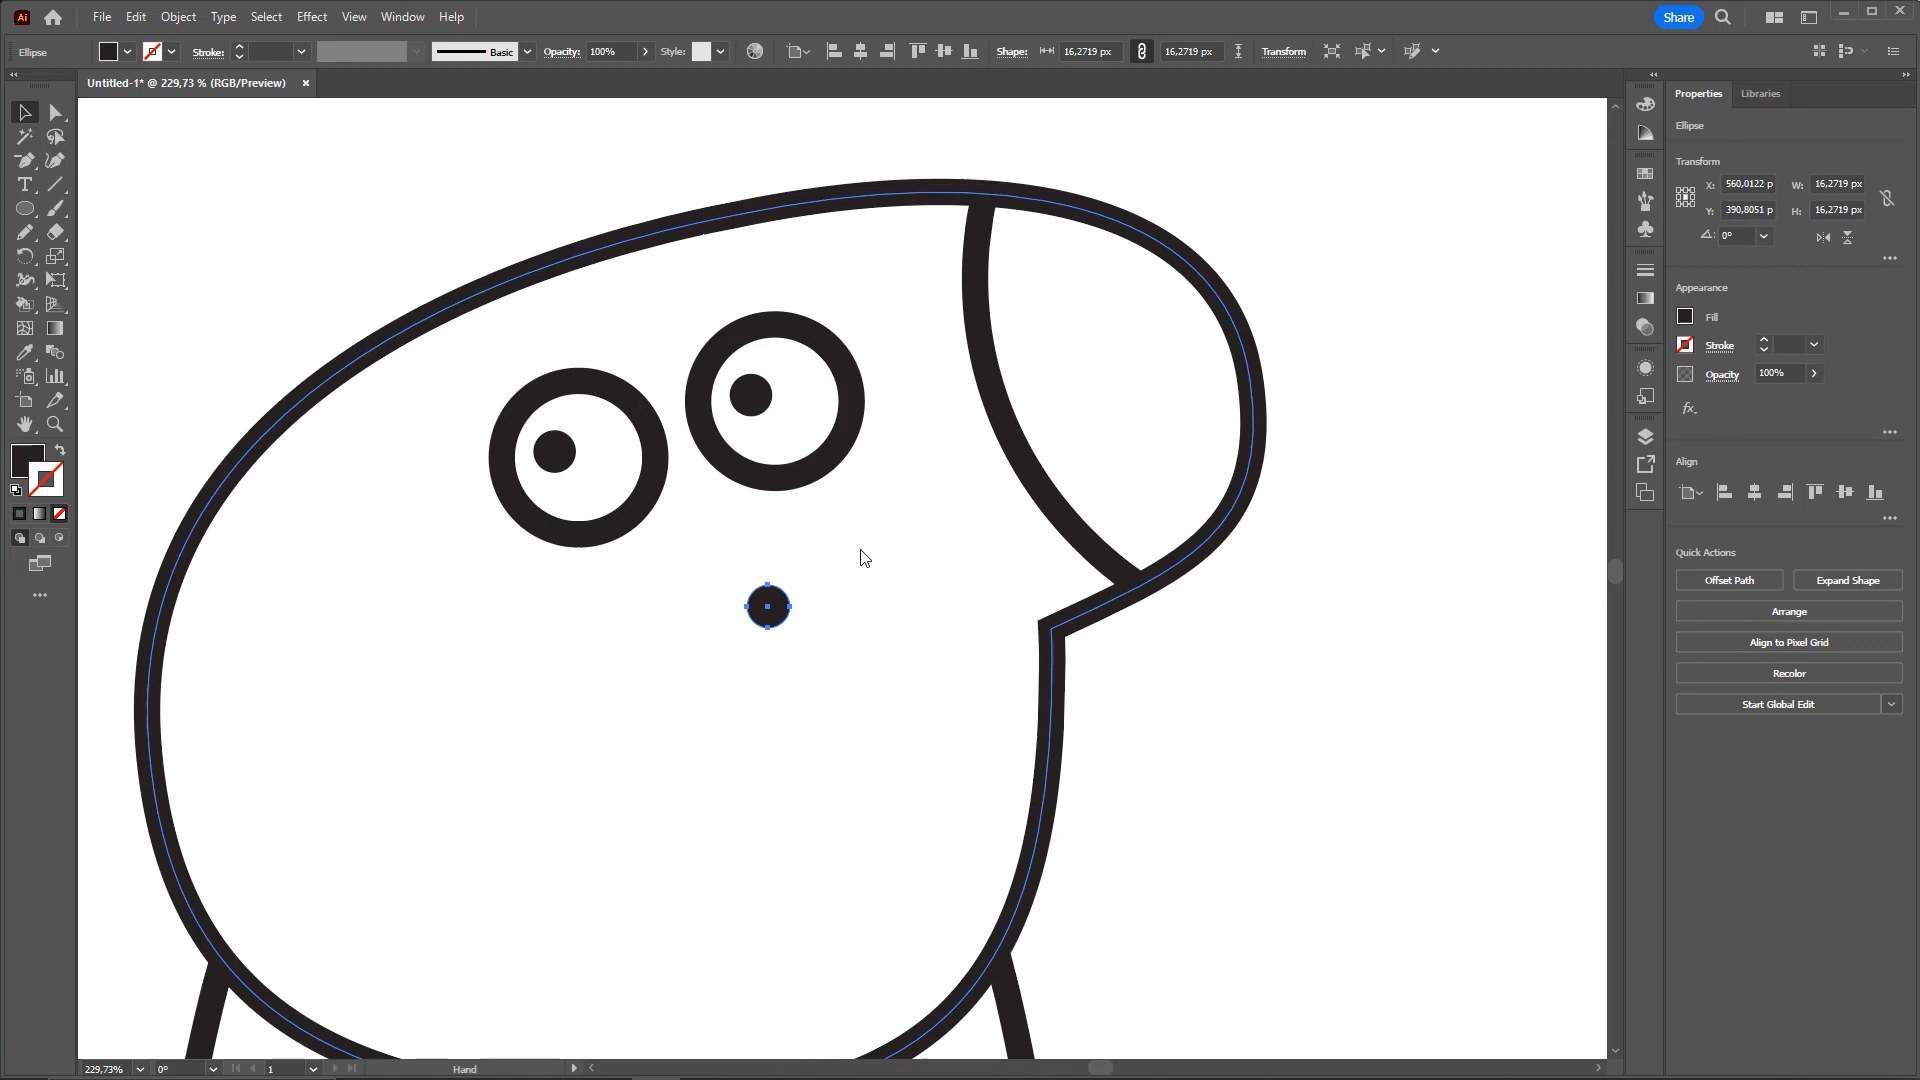 Ai File Edit Object Type Select Effect View Window Help Share
Ellipse Stroke: Basic Opacity: 100% Style: Shape: 16,2719 px 16,2719 px Transform
Untitled-1* @ 229,73 % (RGB/Preview) ×
Properties Libraries
Ellipse
Transform
X: 560,0122 p W: 16,2719 px
Y: 390,8051 p H: 16,2719 px
0°
Appearance
Fill
Stroke
Opacity 100%
fx
Align
Quick Actions
Offset Path Expand Shape
Arrange
Align to Pixel Grid
Recolor
Start Global Edit
229,73% 0° 1 Hand